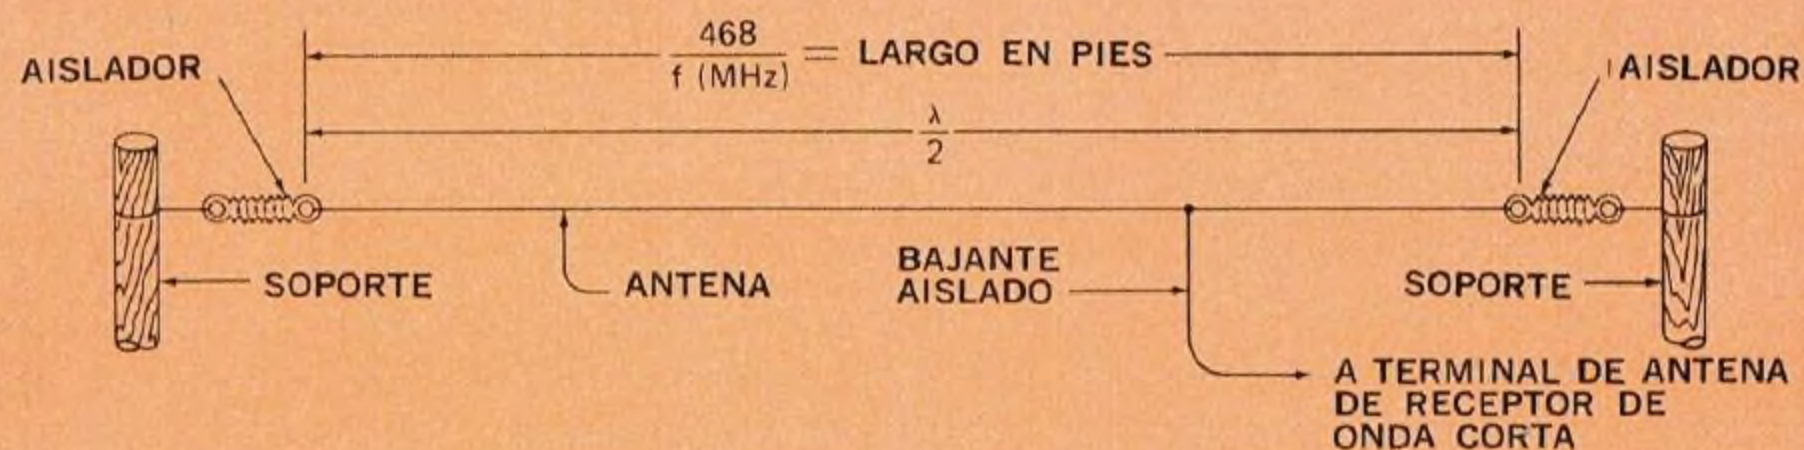 468
f (MHz) = LARGO EN PIES
AISLADOR
AISLADOR
λ
2
SOPORTE
ANTENA
BAJANTE
AISLADO
SOPORTE
A TERMINAL DE ANTENA
DE RECEPTOR DE
ONDA CORTA